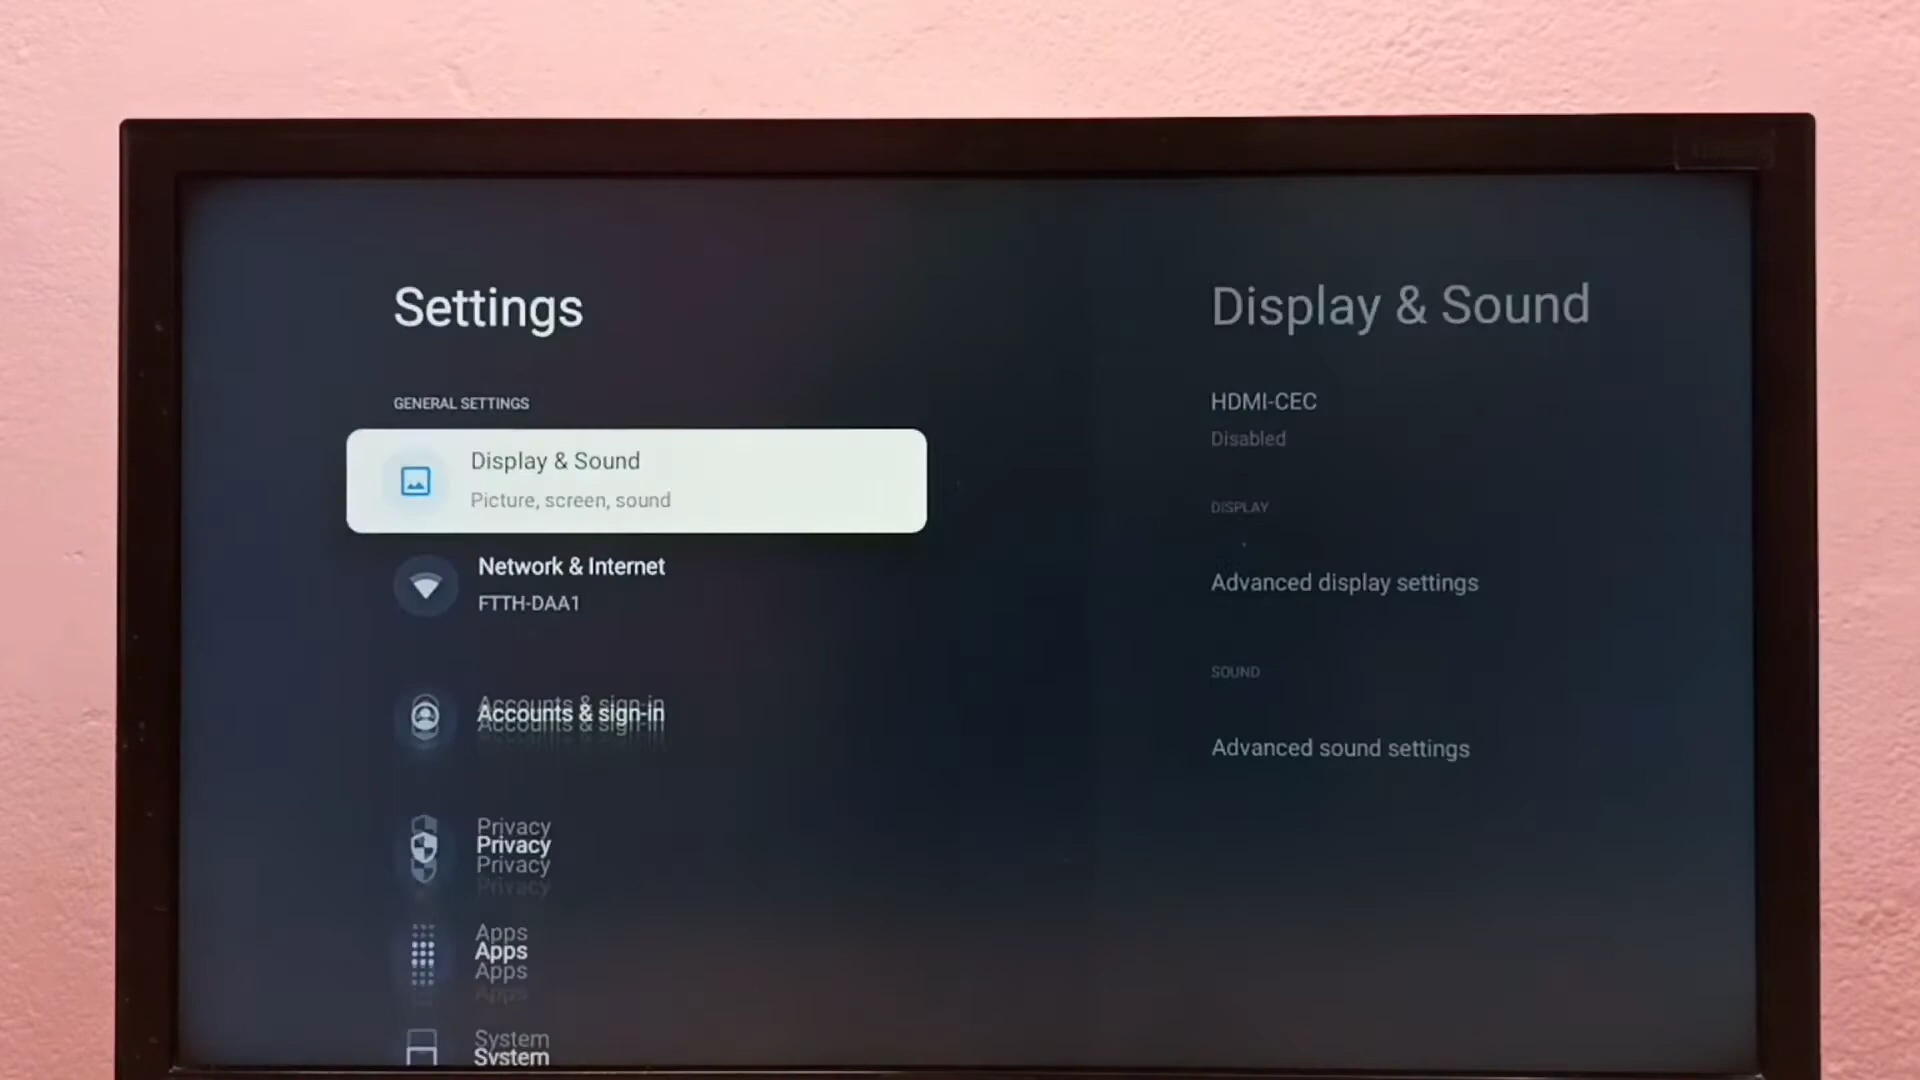 Settings
GENERAL SETTINGS
Display & Sound
Picture, screen, sound
Network & Internet
FTTH-DAA1
Accounts & sign-in
Privacy
Apps
System
Display & Sound
HDMI-CEC
Disabled
DISPLAY
Advanced display settings
SOUND
Advanced sound settings